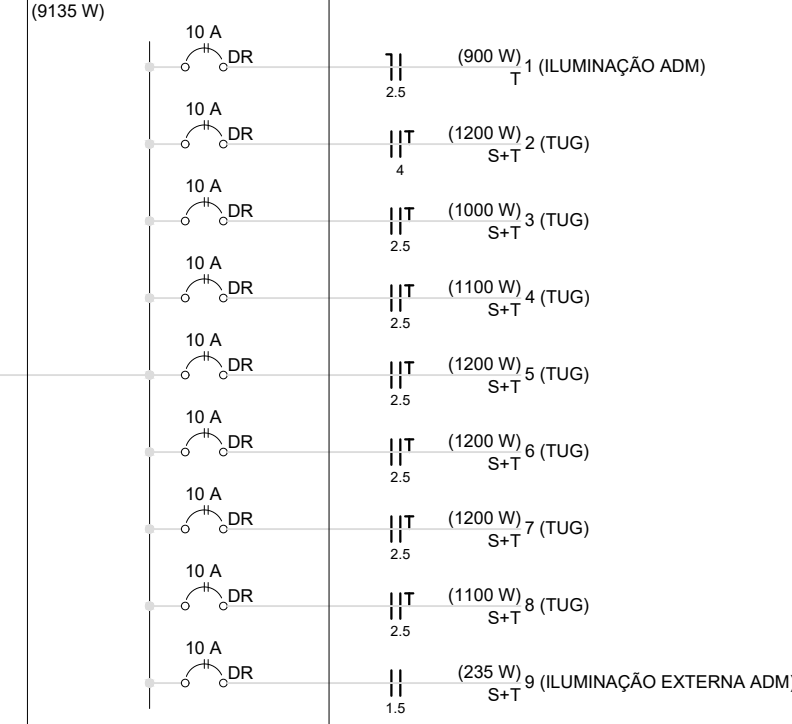 (9135 W)
10 A
DR
2.5
(900 W)
T
1 (ILUMINAÇÃO ADM)
10 A
DR
T
4
(1200 W)
S+T
2 (TUG)
10 A
DR
T
2.5
(1000 W)
S+T
3 (TUG)
10 A
DR
T
2.5
(1100 W)
S+T
4 (TUG)
10 A
DR
T
2.5
(1200 W)
S+T
5 (TUG)
10 A
DR
T
2.5
(1200 W)
S+T
6 (TUG)
10 A
DR
T
2.5
(1200 W)
S+T
7 (TUG)
10 A
DR
T
2.5
(1100 W)
S+T
8 (TUG)
10 A
DR
1.5
(235 W)
S+T
9 (ILUMINAÇÃO EXTERNA ADM)